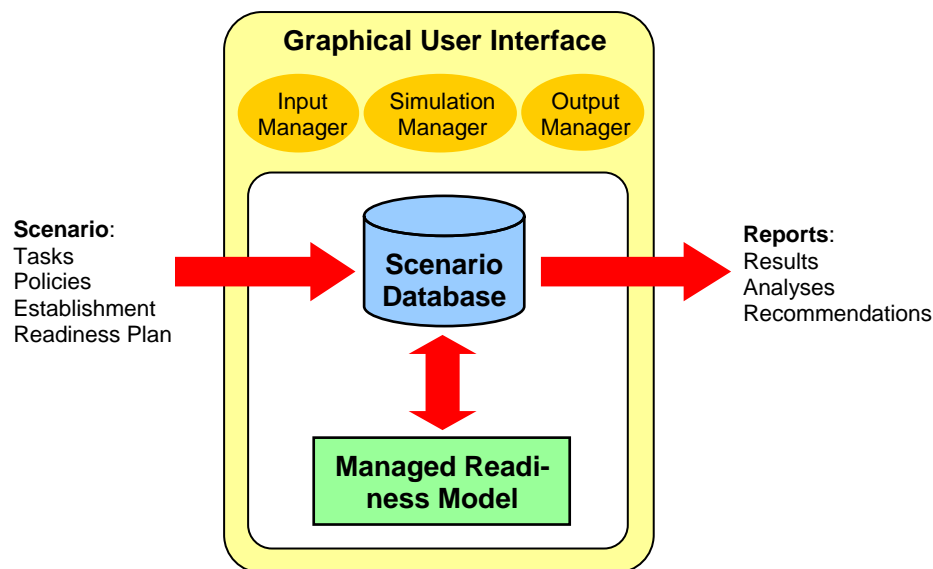 Graphical User Interface
Input
Manager
Simulation
Manager
Output
Manager
Scenario:
Tasks
Policies
Establishment
Readiness Plan
Scenario
Database
Reports:
Results
Analyses
Recommendations
Managed Readi-
ness Model